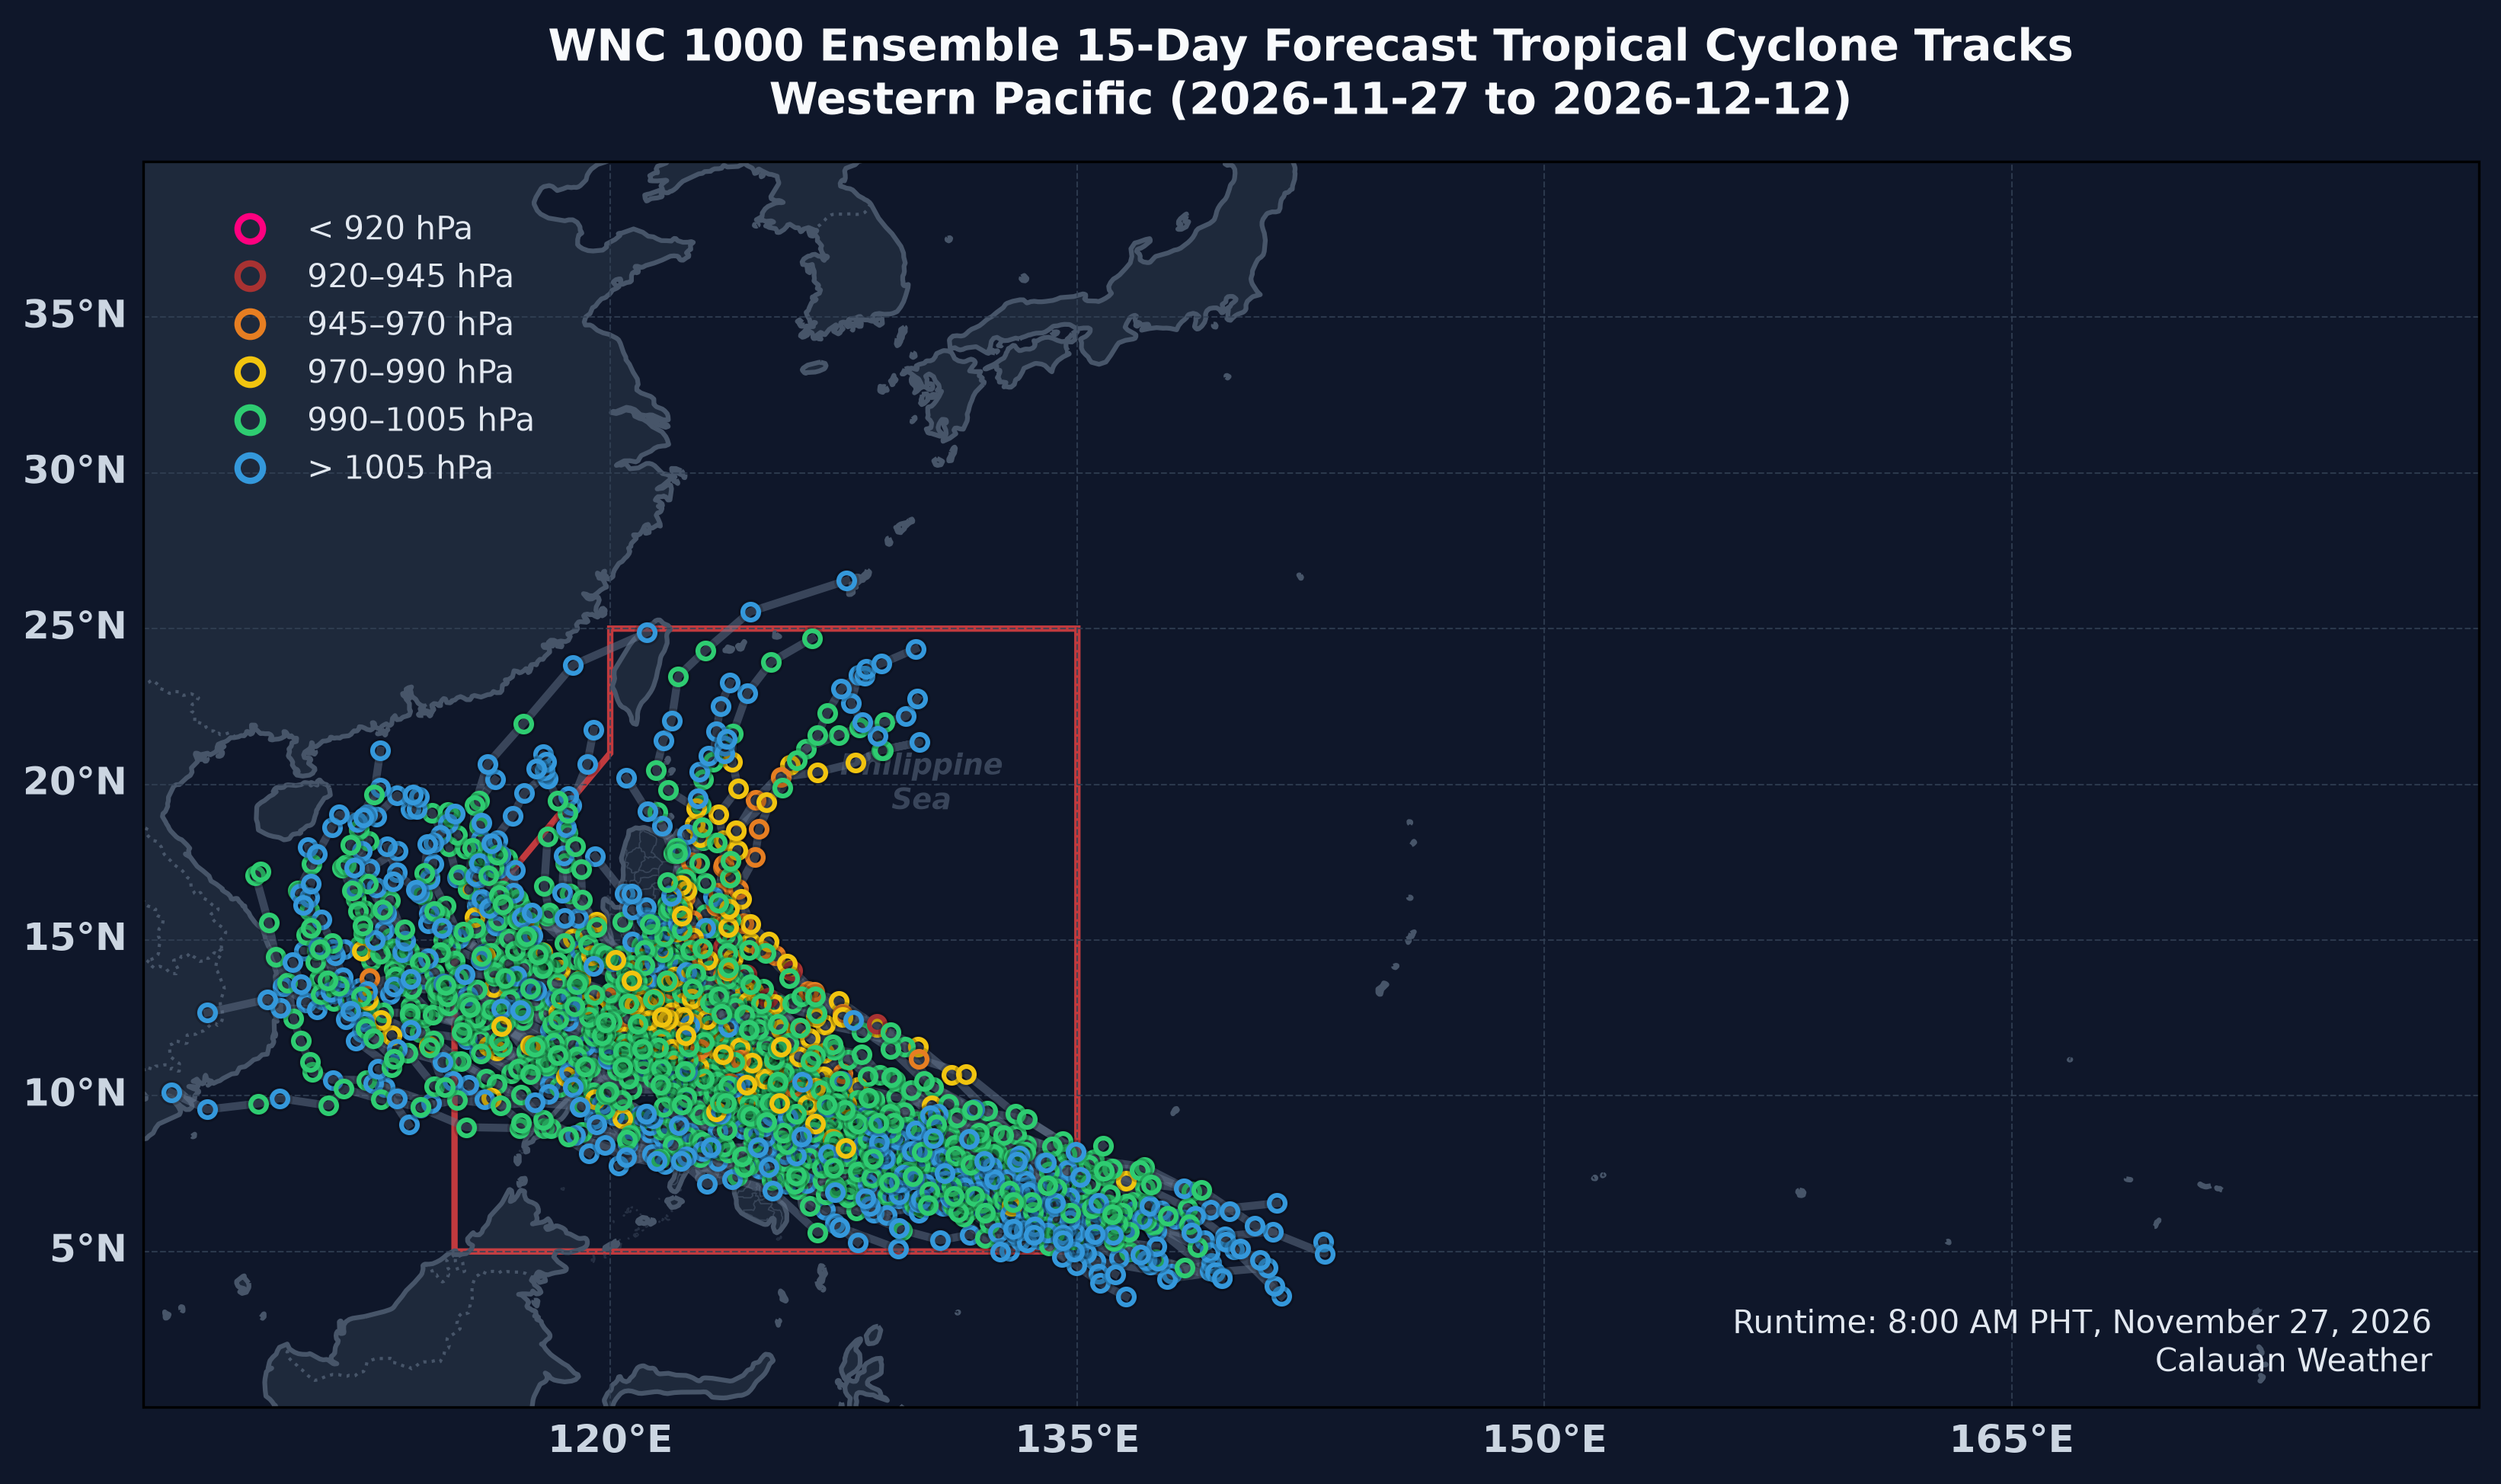 WNC 1000 Ensemble 15-Day Forecast Tropical Cyclone Tracks
Western Pacific (2026-11-27 to 2026-12-12)
< 920 hPa
920–945 hPa
945–970 hPa
970–990 hPa
990–1005 hPa
> 1005 hPa
35°N
30°N
25°N
20°N
15°N
10°N
5°N
Philippine
Sea
Runtime: 8:00 AM PHT, November 27, 2026
Calauan Weather
120°E
135°E
150°E
165°E